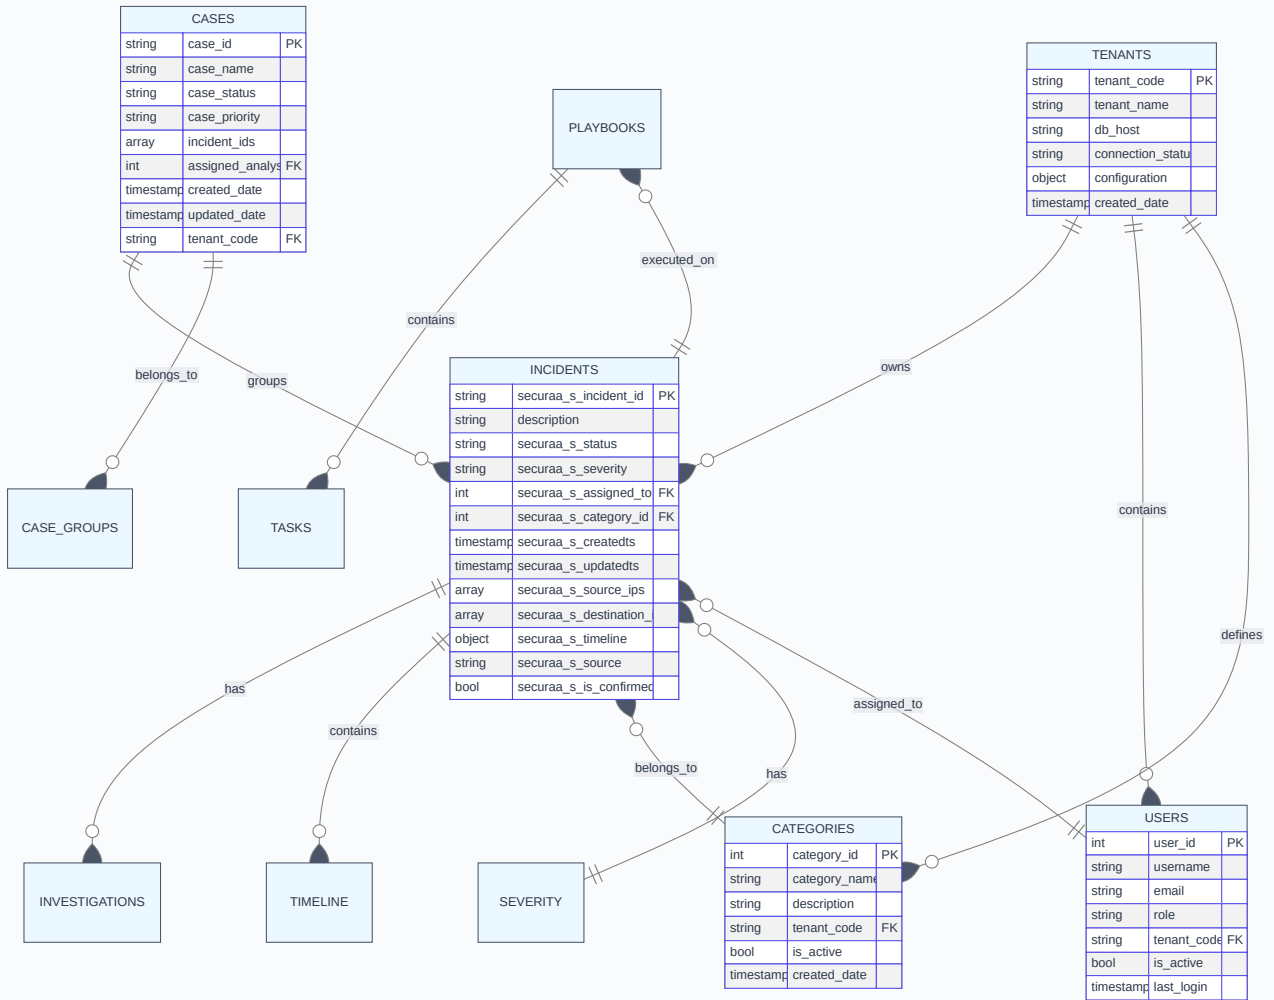 CASES
string case_id PK
string case_name
string case_status
string case_priority
array incident_ids
int assigned_analys FK
timestamp created_date
timestamp updated_date
string tenant_code FK
TENANTS
string tenant_code PK
string tenant_name
string db_host
string connection_statu
object configuration
timestamp created_date
PLAYBOOKS
executed_on
contains
belongs_to
groups
owns
INCIDENTS
string securaa_s_incident_id PK
string description
string securaa_s_status
string securaa_s_severity
int securaa_s_assigned_to FK
int securaa_s_category_id FK
timestamp securaa_s_createdts
timestamp securaa_s_updatedts
array securaa_s_source_ips
array securaa_s_destination_
object securaa_s_timeline
string securaa_s_source
bool securaa_s_is_confirmed
CASE_GROUPS
TASKS
contains
defines
has
contains
assigned_to
belongs_to
has
INVESTIGATIONS
TIMELINE
SEVERITY
CATEGORIES
int category_id PK
string category_name
string description
string tenant_code FK
bool is_active
timestamp created_date
USERS
int user_id PK
string username
string email
string role
string tenant_code FK
bool is_active
timestamp last_login